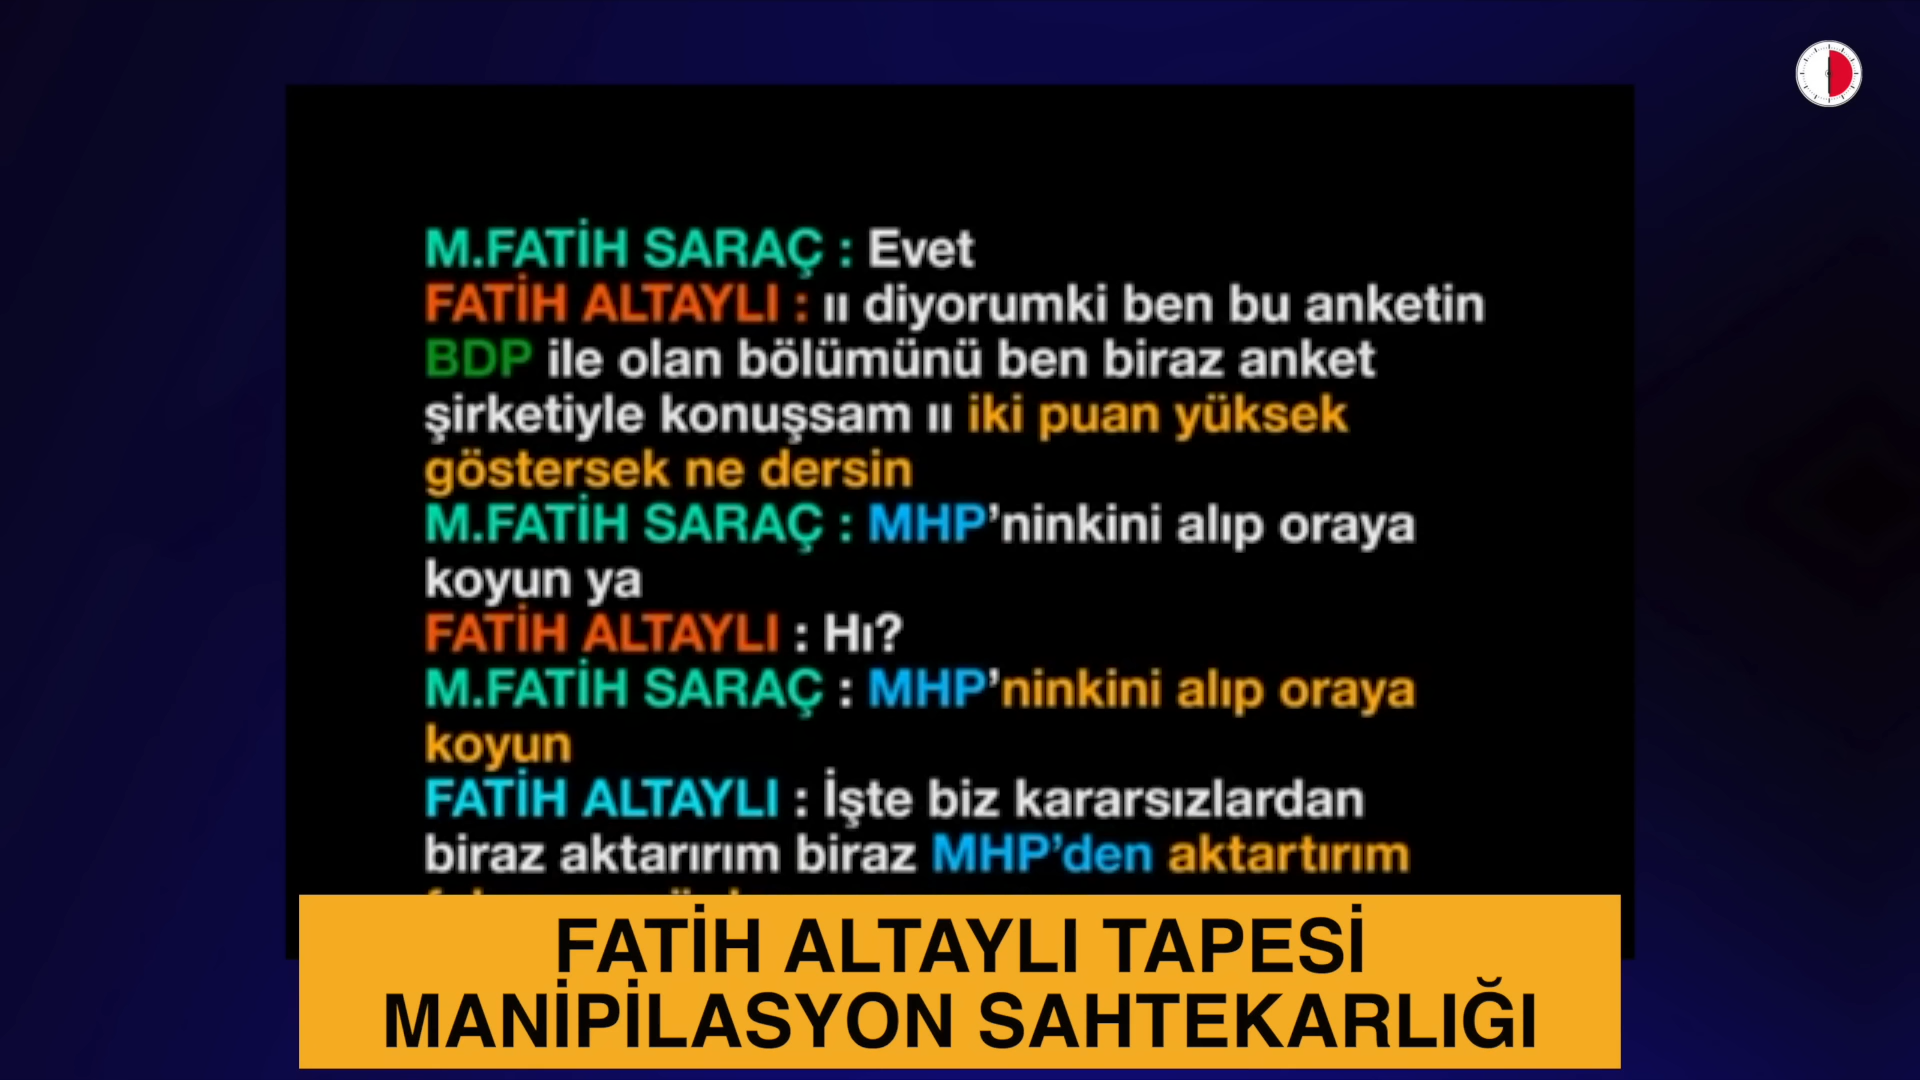 M.FATİH SARAÇ : Evet
FATİH ALTAYLI : ıı diyorumki ben bu anketin
BDP ile olan bölümünü ben biraz anket
şirketiyle konuşsam ıı iki puan yüksek
göstersek ne dersin
M.FATİH SARAÇ : MHP’ninkini alıp oraya
koyun ya
FATİH ALTAYLI : Hı?
M.FATİH SARAÇ : MHP’ninkini alıp oraya
koyun
FATİH ALTAYLI : İşte biz kararsızlardan
biraz aktarırım biraz MHP’den aktartırım
FATİH ALTAYLI TAPESİ
MANİPİLASYON SAHTEKARLIĞI